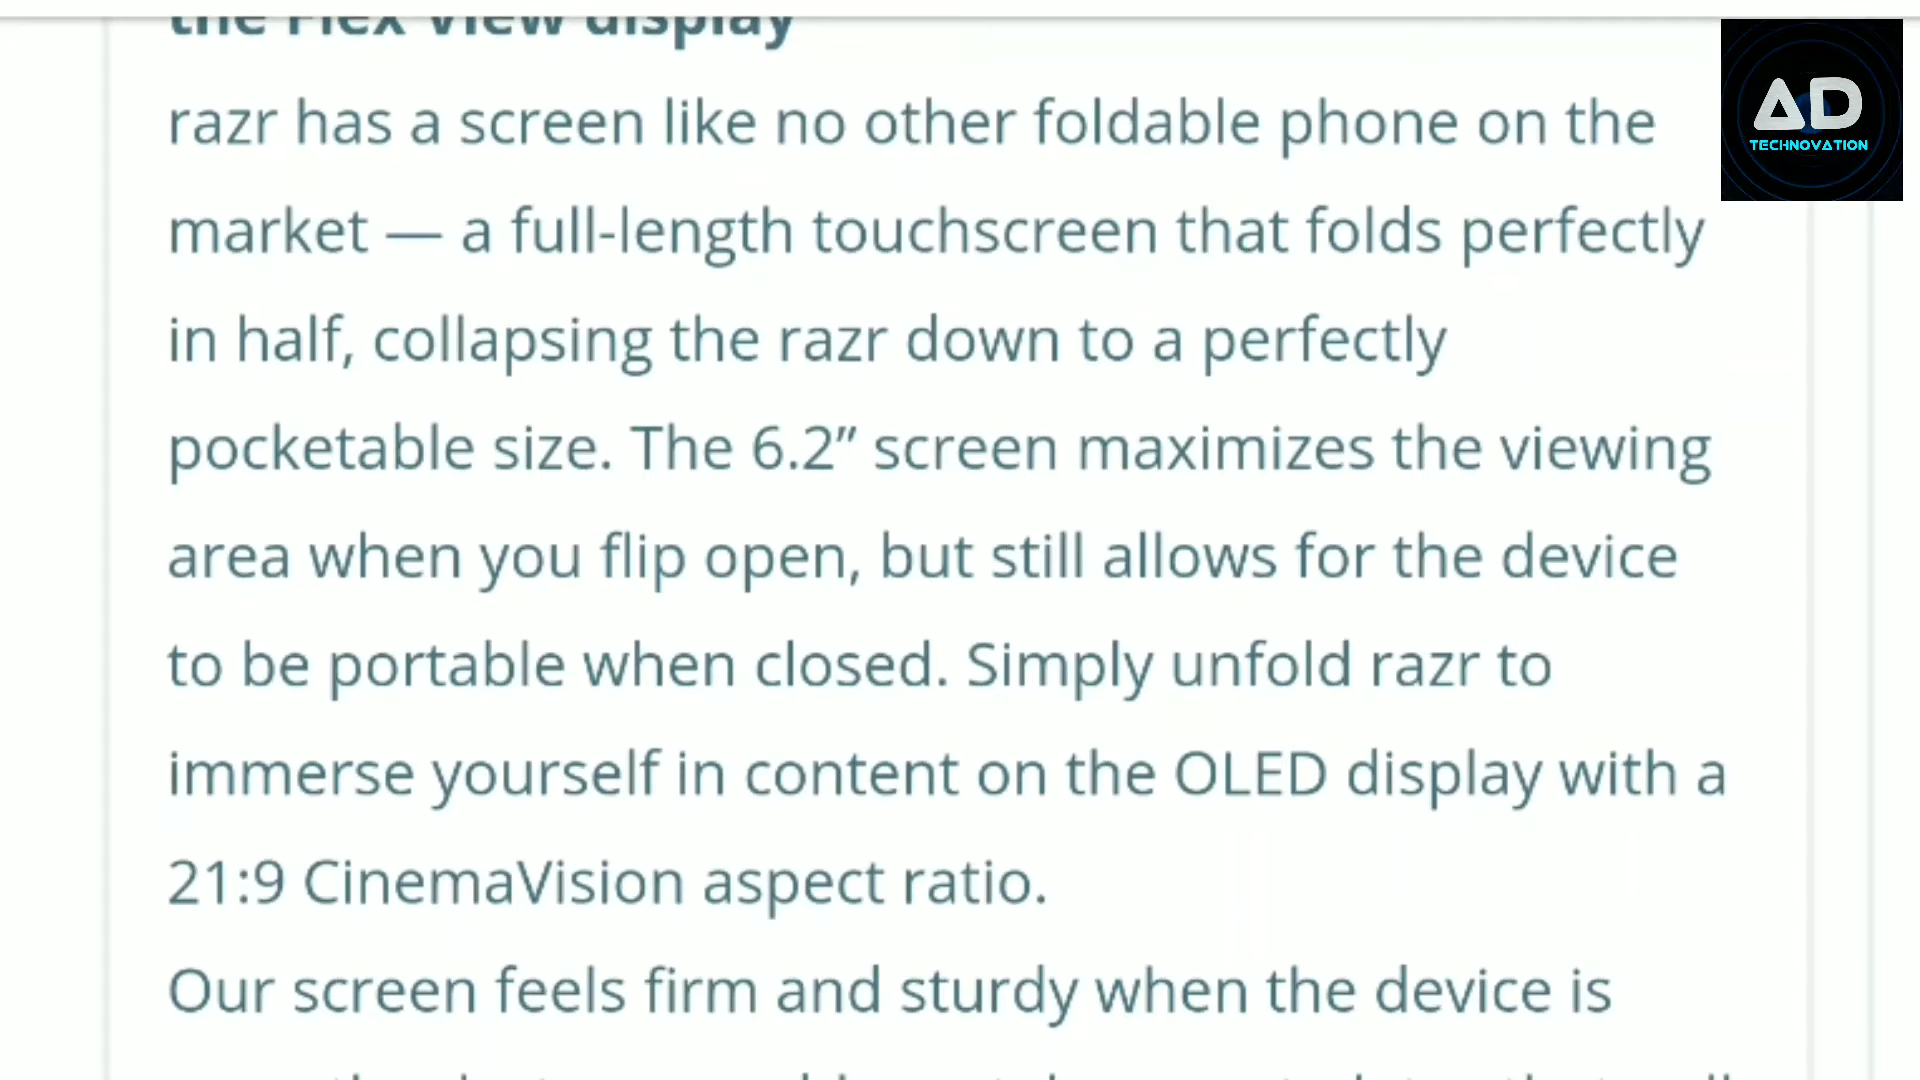 the Flex View display
AD
TECHNOVATION
razr has a screen like no other foldable phone on the
market — a full-length touchscreen that folds perfectly
in half, collapsing the razr down to a perfectly
pocketable size. The 6.2” screen maximizes the viewing
area when you flip open, but still allows for the device
to be portable when closed. Simply unfold razr to
immerse yourself in content on the OLED display with a
21:9 CinemaVision aspect ratio.
Our screen feels firm and sturdy when the device is